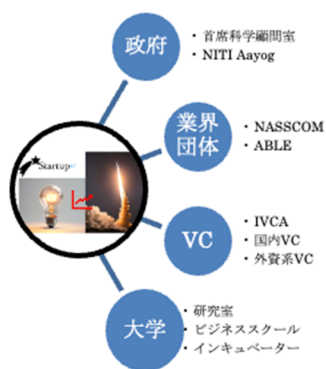 政府
・首席科学顧問室
・NITI Aayog
業界
団体
・NASSCOM
・ABLE
Startup
VC
・IVCA
・国内VC
・外資系VC
大学
・研究室
・ビジネススクール
・インキュベーター